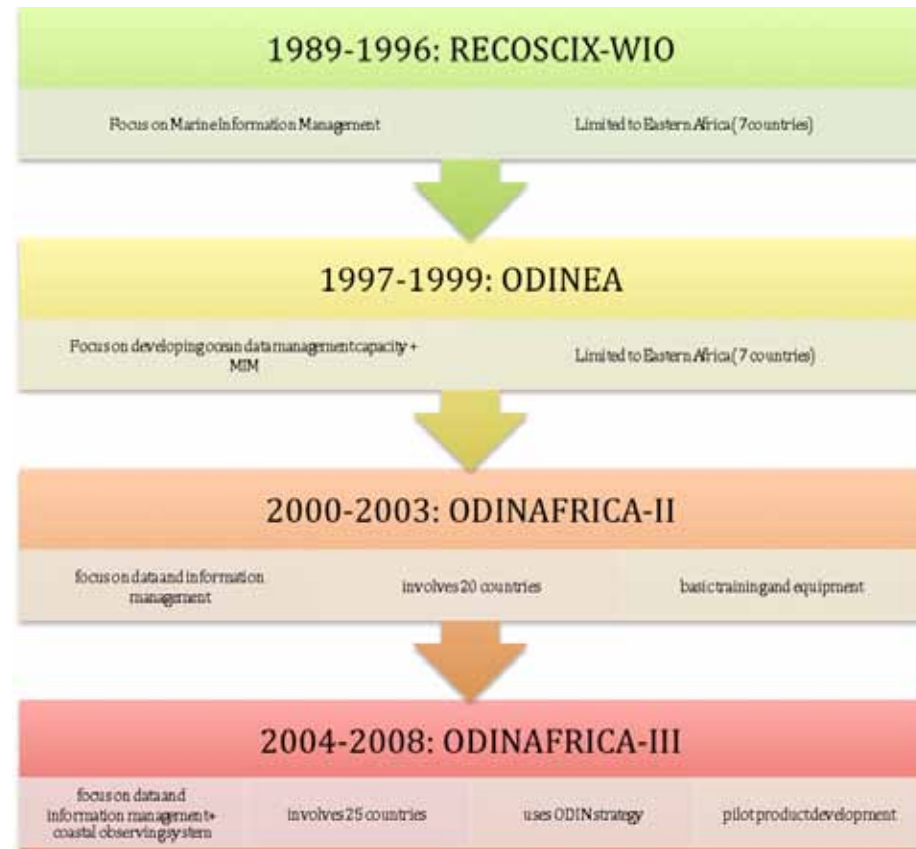 1989-1996: RECOSCIX-WIO
Focus on Marine Information Management
Limited to Eastern Africa (7 countries)
1997-1999: ODINEA
Focus on developing ocean data management capacity +
MIM
Limited to Eastern Africa (7 countries)
2000-2003: ODINAFRICA-II
focus on data and information
management
involves 20 countries
basic training and equipment
2004-2008: ODINAFRICA-III
focus on data and
information management+
coastal observing system
involves 25 countries
uses ODIN strategy
pilot product development